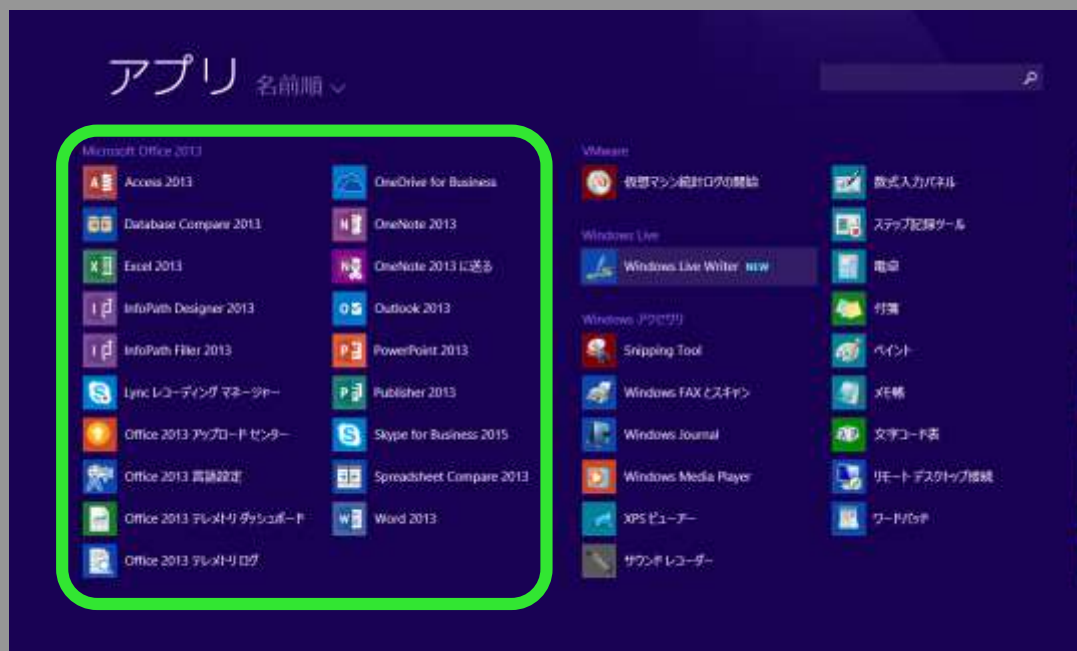 アプリ 名前順
Microsoft Office 2013
Access 2013
Database Compare 2013
Excel 2013
InfoPath Designer 2013
InfoPath Filler 2013
Lync レコーディング マネージャー
Office 2013 アップロード センター
Office 2013 言語設定
Office 2013 テレメトリ ダッシュボード
Office 2013 テレメトリ ログ
OneDrive for Business
OneNote 2013
OneNote 2013 に送る
Outlook 2013
PowerPoint 2013
Publisher 2013
Skype for Business 2015
Spreadsheet Compare 2013
Word 2013
VMware
仮想マシン統計ログの開始
Windows Live
Windows Live Writer NEW
Windows アクセサリ
Snipping Tool
Windows FAX とスキャン
Windows Journal
Windows Media Player
XPS ビューアー
サウンド レコーダー
数式入力パネル
ステップ記録ツール
電卓
付箋
ペイント
メモ帳
文字コード表
リモート デスクトップ接続
ワードパッド